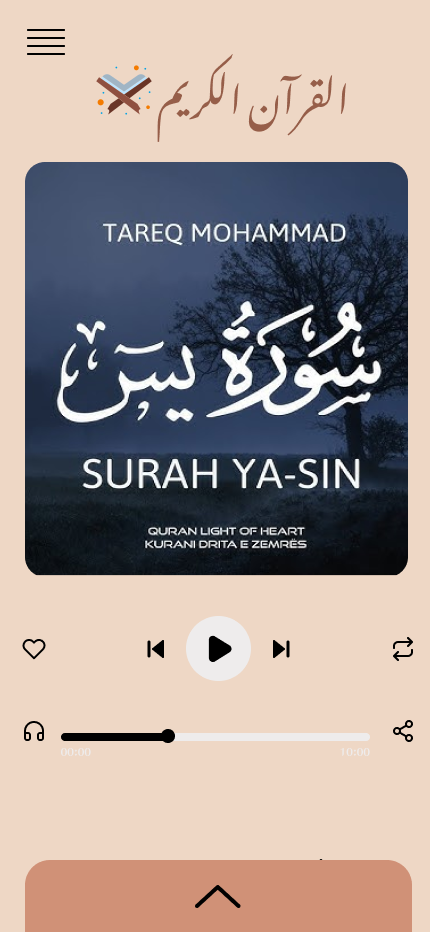 القرآن الكريم
TAREQ MOHAMMAD
سُورَةُ يسٓ
SURAH YA-SIN
QURAN LIGHT OF HEART
KURANI DRITA E ZEMRËS
00:00
10:00